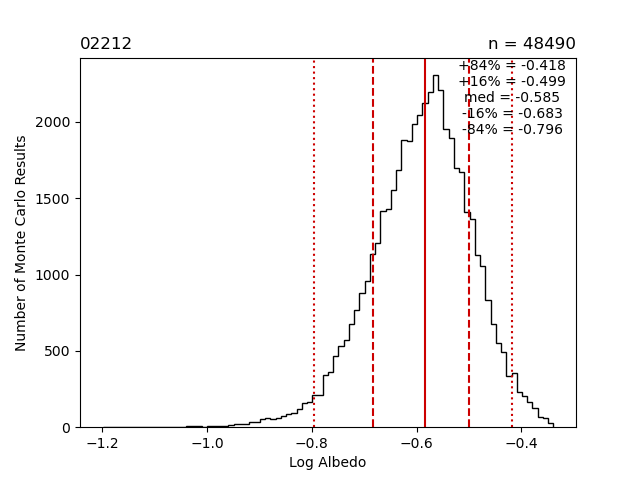 02212
n = 48490
+84% = -0.418
+16% = -0.499
med = -0.585
-16% = -0.683
-84% = -0.796
Number of Monte Carlo Results
2000
1500
1000
500
0
−1.2
−1.0
−0.8
−0.6
−0.4
Log Albedo